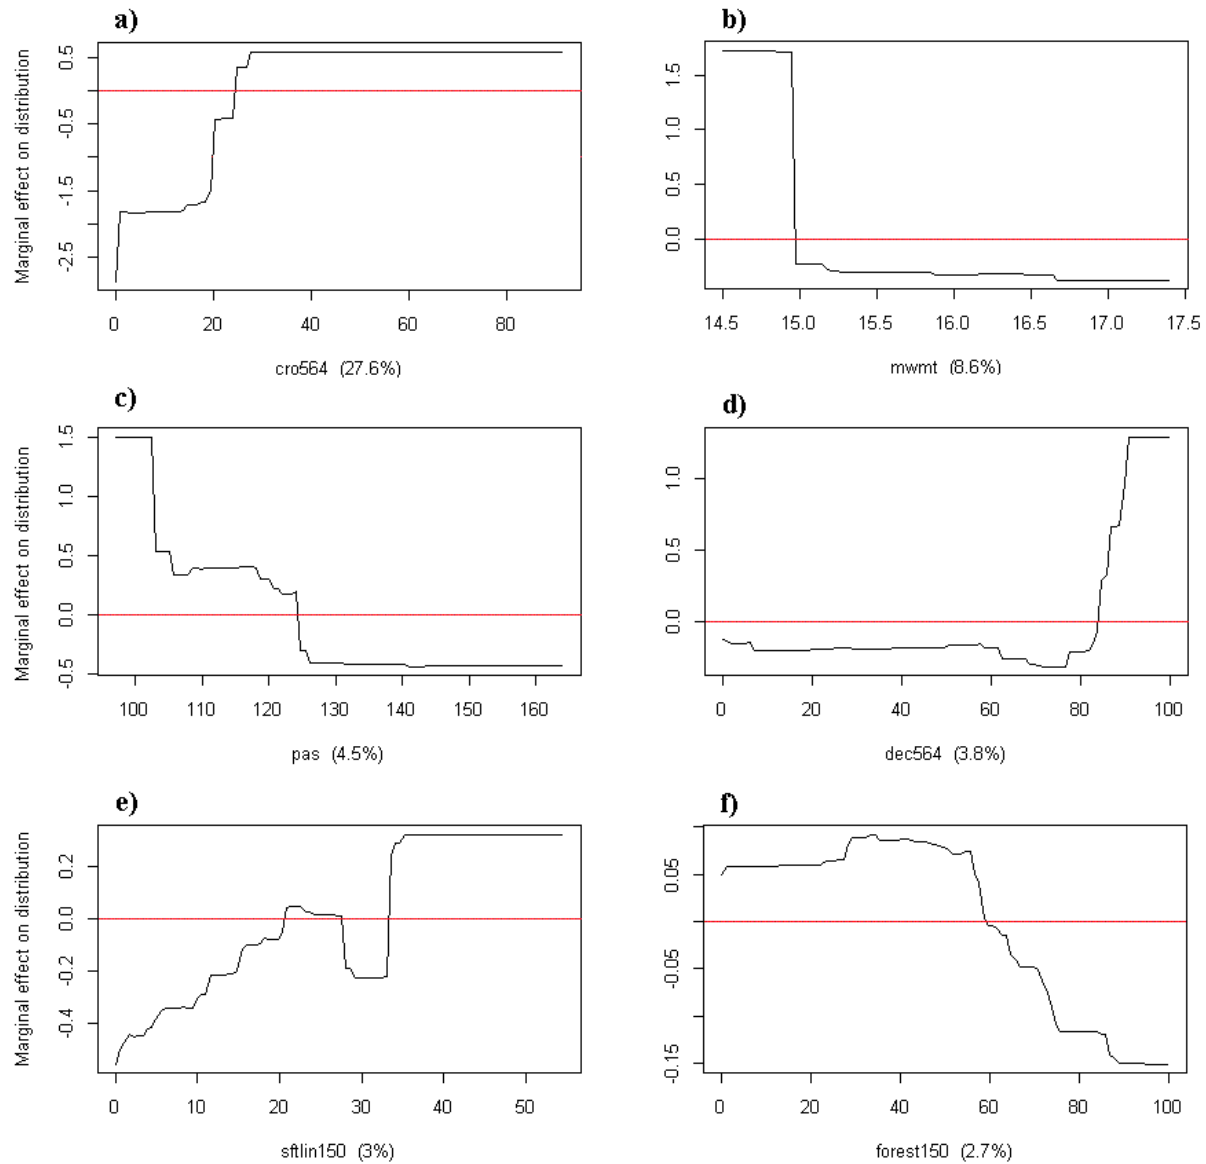 a)
b)
Marginal effect on distribution
0.5
-0.5
-1.5
-2.5
0 20 40 60 80
cro564 (27.6%)
1.5
1.0
0.5
0.0
14.5 15.0 15.5 16.0 16.5 17.0 17.5
mwmt (8.6%)
c)
d)
Marginal effect on distribution
1.5
1.0
0.5
0.0
-0.5
100 110 120 130 140 150 160
pas (4.5%)
1.0
0.5
0.0
0 20 40 60 80 100
dec564 (3.8%)
e)
f)
Marginal effect on distribution
0.2
0.0
-0.2
-0.4
0 10 20 30 40 50
sftlin150 (3%)
0.05
-0.05
-0.15
0 20 40 60 80 100
forest150 (2.7%)